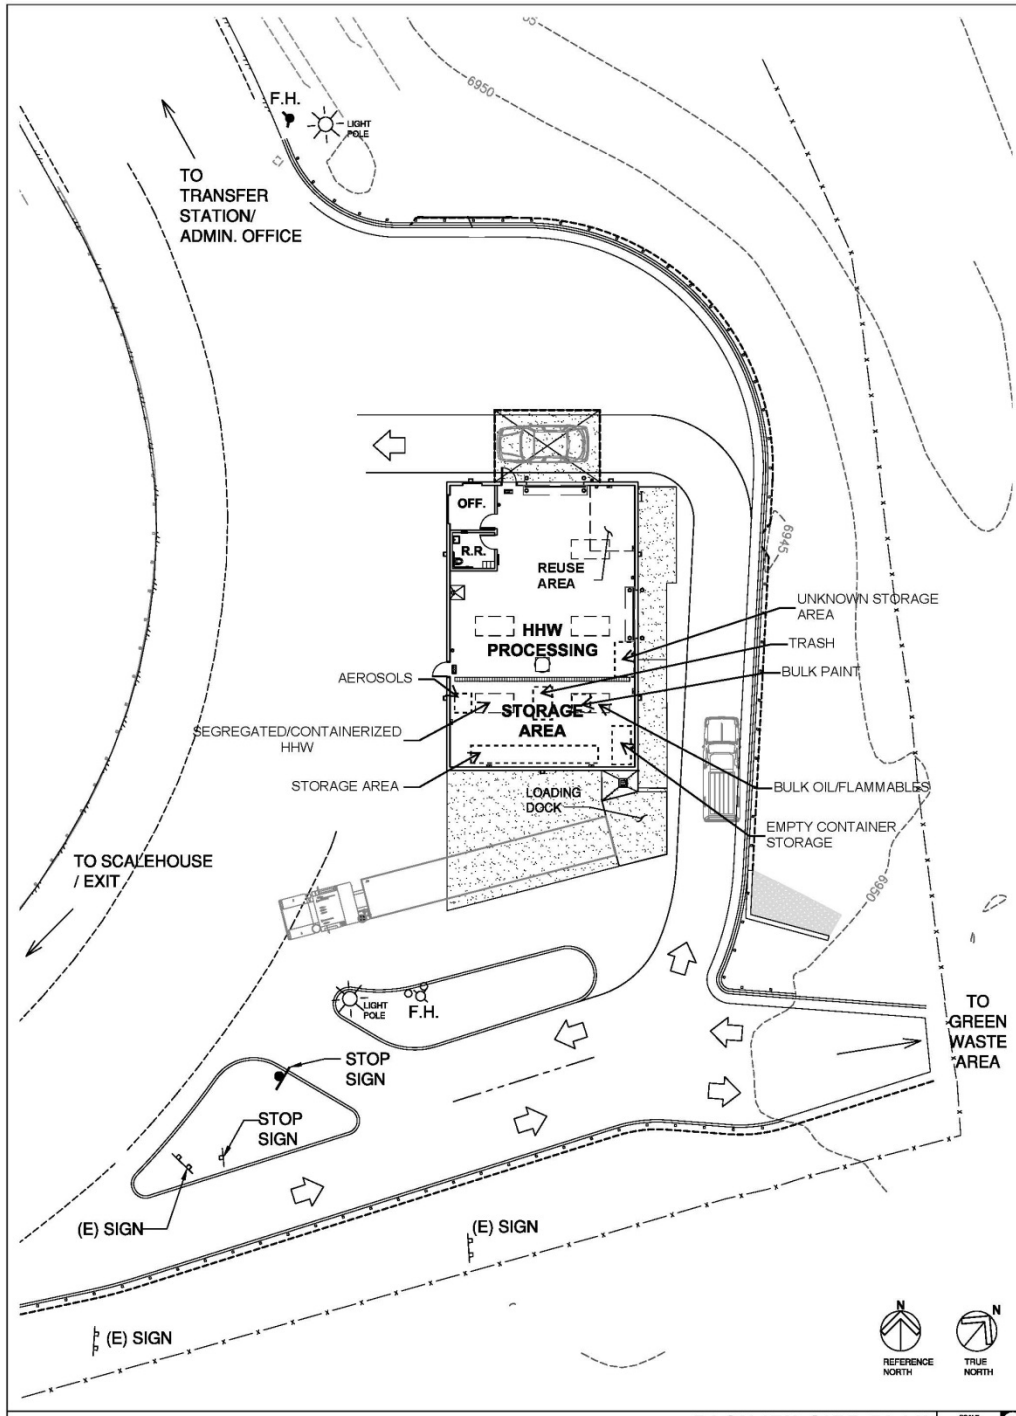 6950
F.H.
LIGHT
POLE
TO
TRANSFER
STATION/
ADMIN. OFFICE
6945
OFF.
R.R.
REUSE
AREA
UNKNOWN STORAGE
AREA
HHW
PROCESSING
TRASH
BULK PAINT
AEROSOLS
SEGREGATED/CONTAINERIZED
HHW
STORAGE
AREA
STORAGE AREA
LOADING
DOCK
BULK OIL/FLAMMABLES
EMPTY CONTAINER
STORAGE
TO SCALEHOUSE
/ EXIT
6950
LIGHT
POLE
F.H.
TO
GREEN
WASTE
AREA
STOP
SIGN
STOP
SIGN
(E) SIGN
(E) SIGN
(E) SIGN
N
REFERENCE
NORTH
N
TRUE
NORTH